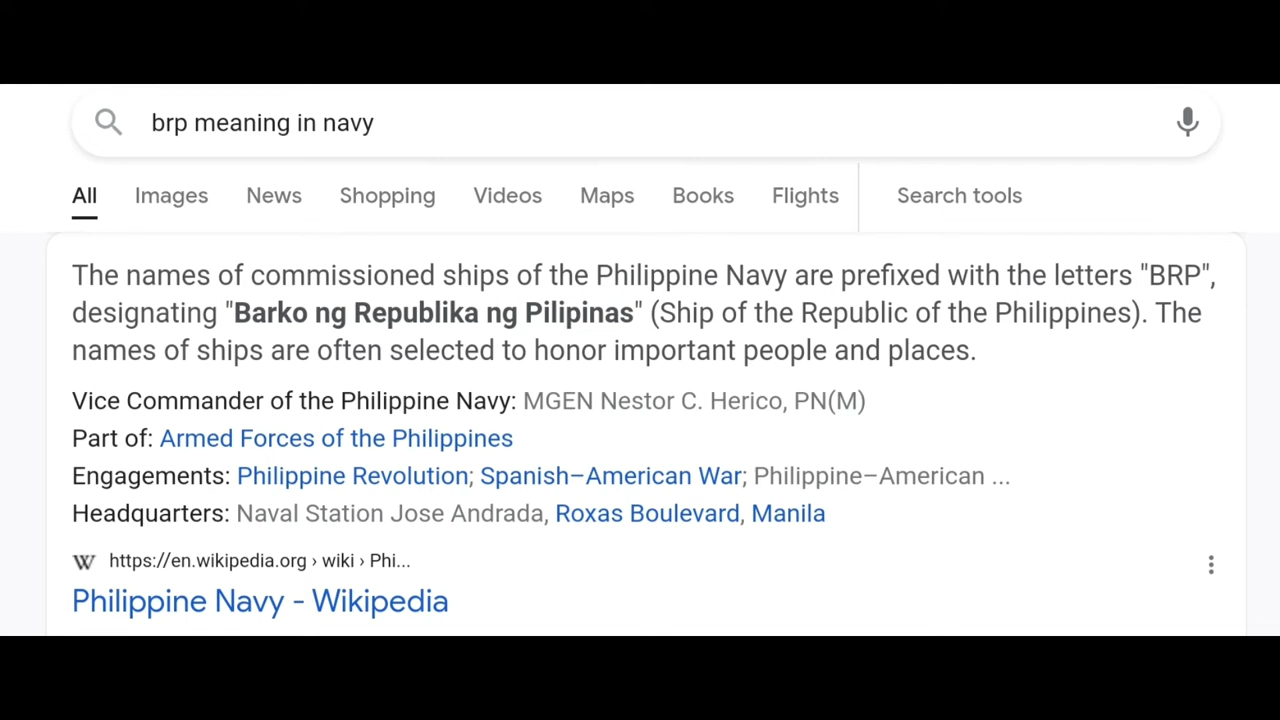 brp meaning in navy
All Images News Shopping Videos Maps Books Flights Search tools
The names of commissioned ships of the Philippine Navy are prefixed with the letters "BRP",
designating "Barko ng Republika ng Pilipinas" (Ship of the Republic of the Philippines). The
names of ships are often selected to honor important people and places.
Vice Commander of the Philippine Navy: MGEN Nestor C. Herico, PN(M)
Part of: Armed Forces of the Philippines
Engagements: Philippine Revolution; Spanish–American War; Philippine–American ...
Headquarters: Naval Station Jose Andrada, Roxas Boulevard, Manila
W https://en.wikipedia.org › wiki › Phi...
Philippine Navy - Wikipedia